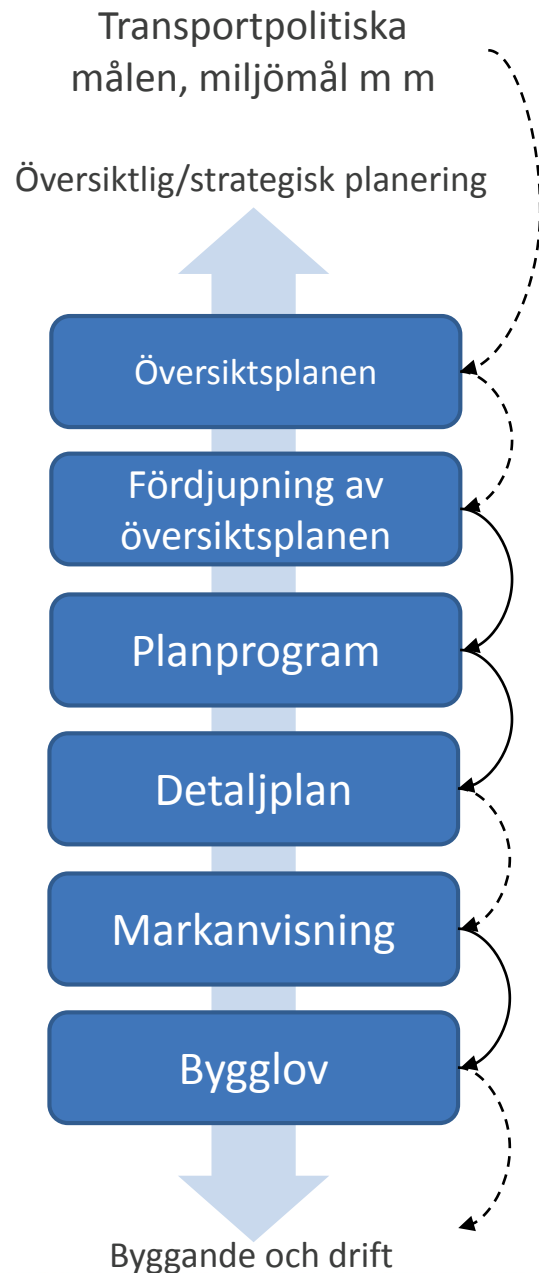 Transportpolitiska
målen, miljömål m m
Översiktlig/strategisk planering
Översiktsplanen
Fördjupning av
översiktsplanen
Planprogram
Detaljplan
Markanvisning
Bygglov
Byggande och drift